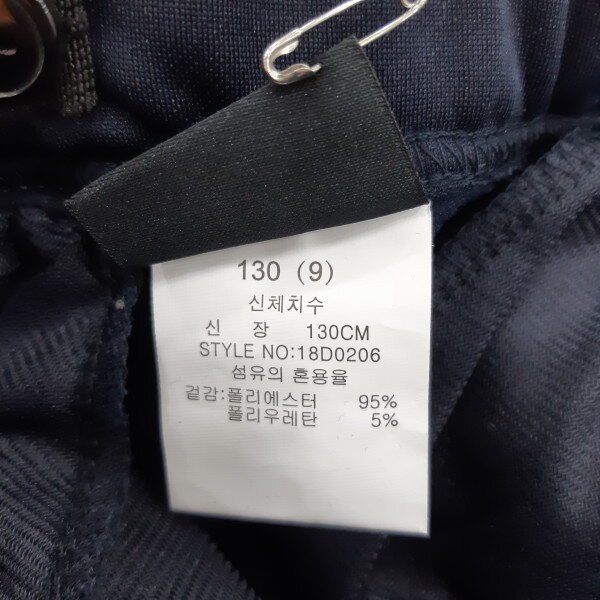 130 (9)
신체치수
신 장 130CM
STYLE NO:18D0206
섬유의 혼용율
겉감:폴리에스터 95%
폴리우레탄 5%